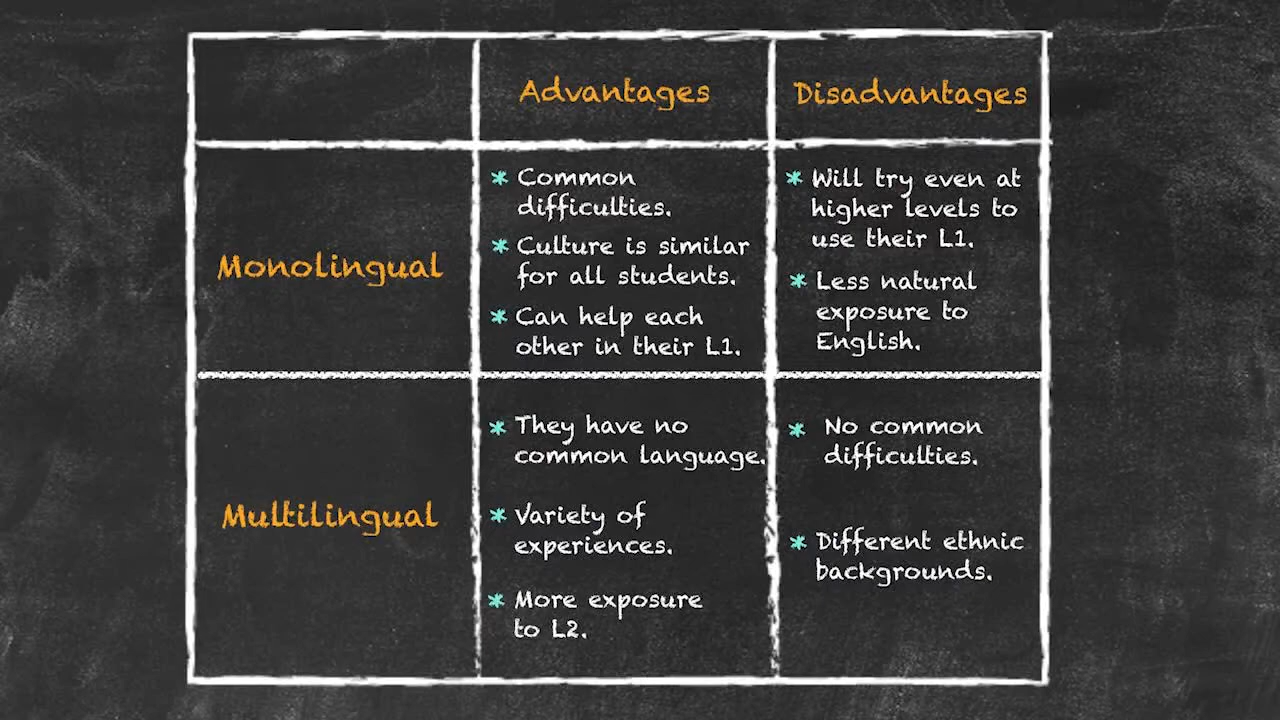 Advantages
Disadvantages
Monolingual
* Common
difficulties.
* Culture is similar
for all students.
* Can help each
other in their L1.
* Will try even at
higher levels to
use their L1.
* Less natural
exposure to
English.
Multilingual
* They have no
common language.
* Variety of
experiences.
* More exposure
to L2.
* No common
difficulties.
* Different ethnic
backgrounds.